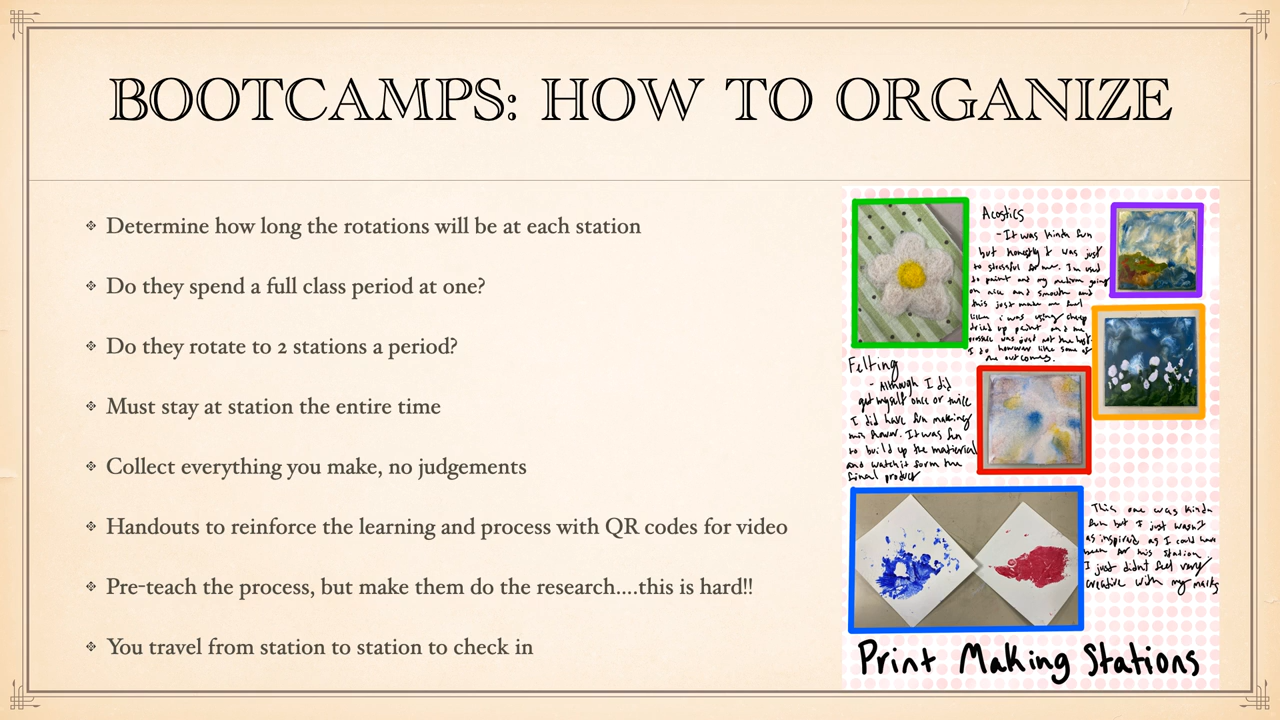 BOOTCAMPS: HOW TO ORGANIZE
Determine how long the rotations will be at each station
Do they spend a full class period at one?
Do they rotate to 2 stations a period?
Must stay at station the entire time
Collect everything you make, no judgements
Handouts to reinforce the learning and process with QR codes for video
Pre-teach the process, but make them do the research....this is hard!!
You travel from station to station to check in
Acostics
-It was kinda fun
but honestly it was just
to stressful for me. I'm used
to paint and my medium going
on nice and smooth and
this just made me feel
like i was using cheap
dried up paint and the
process was just not the best.
I do however like some of
the outcomes.
Felting
- Although I did
get myself once or twice
I did have fun making
this flower. It was fun
to build up the material
and watch it form the
final product
This one was kinda
fun but I just wasn't
as inspired as I could have
been for this station
I just didnt feel very
creative with my marks
Print Making Stations